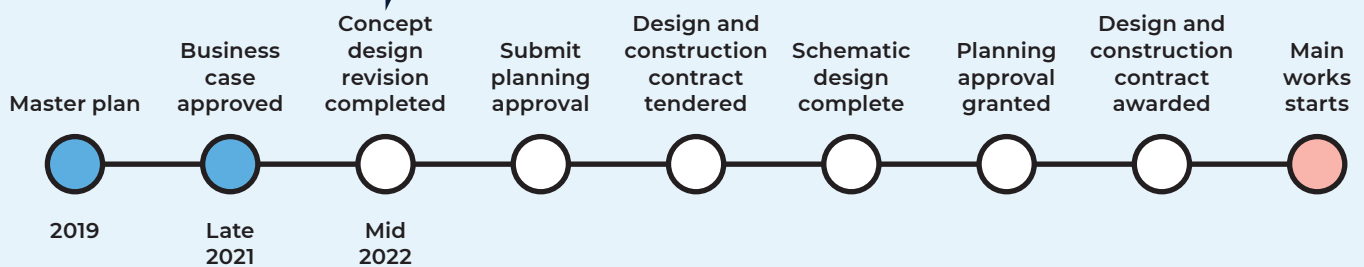 Master plan
Business
case
approved
Concept
design
revision
completed
Submit
planning
approval
Design and
construction
contract
tendered
Schematic
design
complete
Planning
approval
granted
Design and
construction
contract
awarded
Main
works
starts
2019
Late
2021
Mid
2022